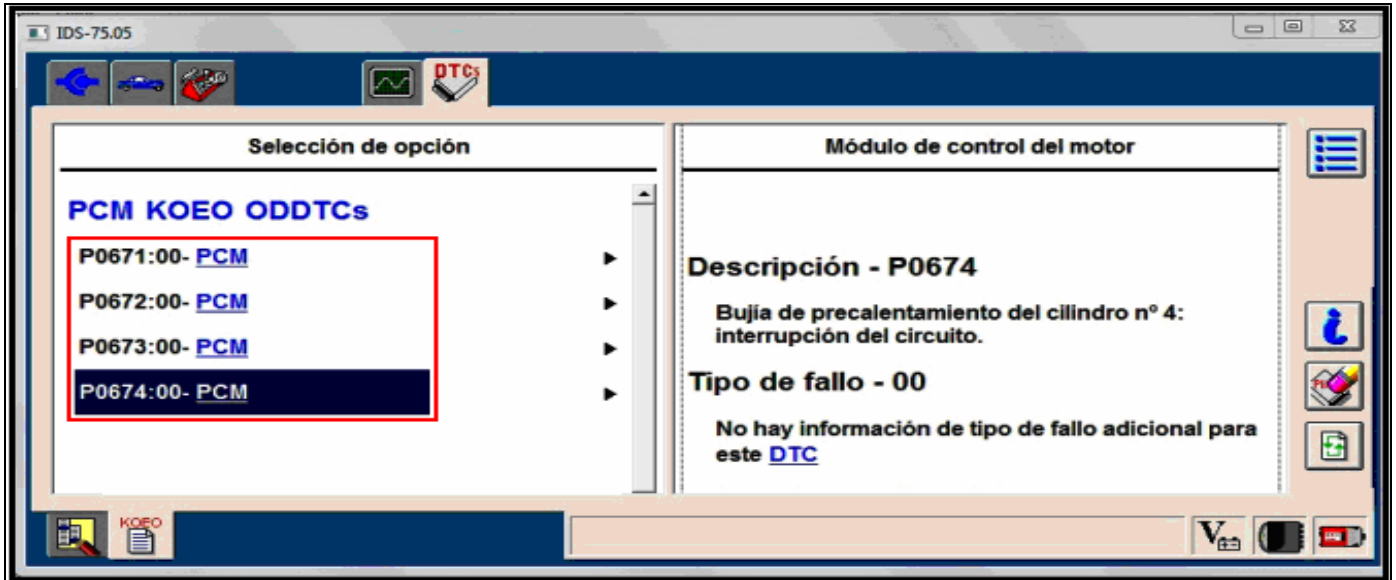 IDS-75.05
DTCs
Selección de opción
PCM KOEO ODDTCs
P0671:00- PCM
P0672:00- PCM
P0673:00- PCM
P0674:00- PCM
Módulo de control del motor
Descripción - P0674
Bujía de precalentamiento del cilindro nº 4:
interrupción del circuito.
Tipo de fallo - 00
No hay información de tipo de fallo adicional para
este DTC
KOEO
V